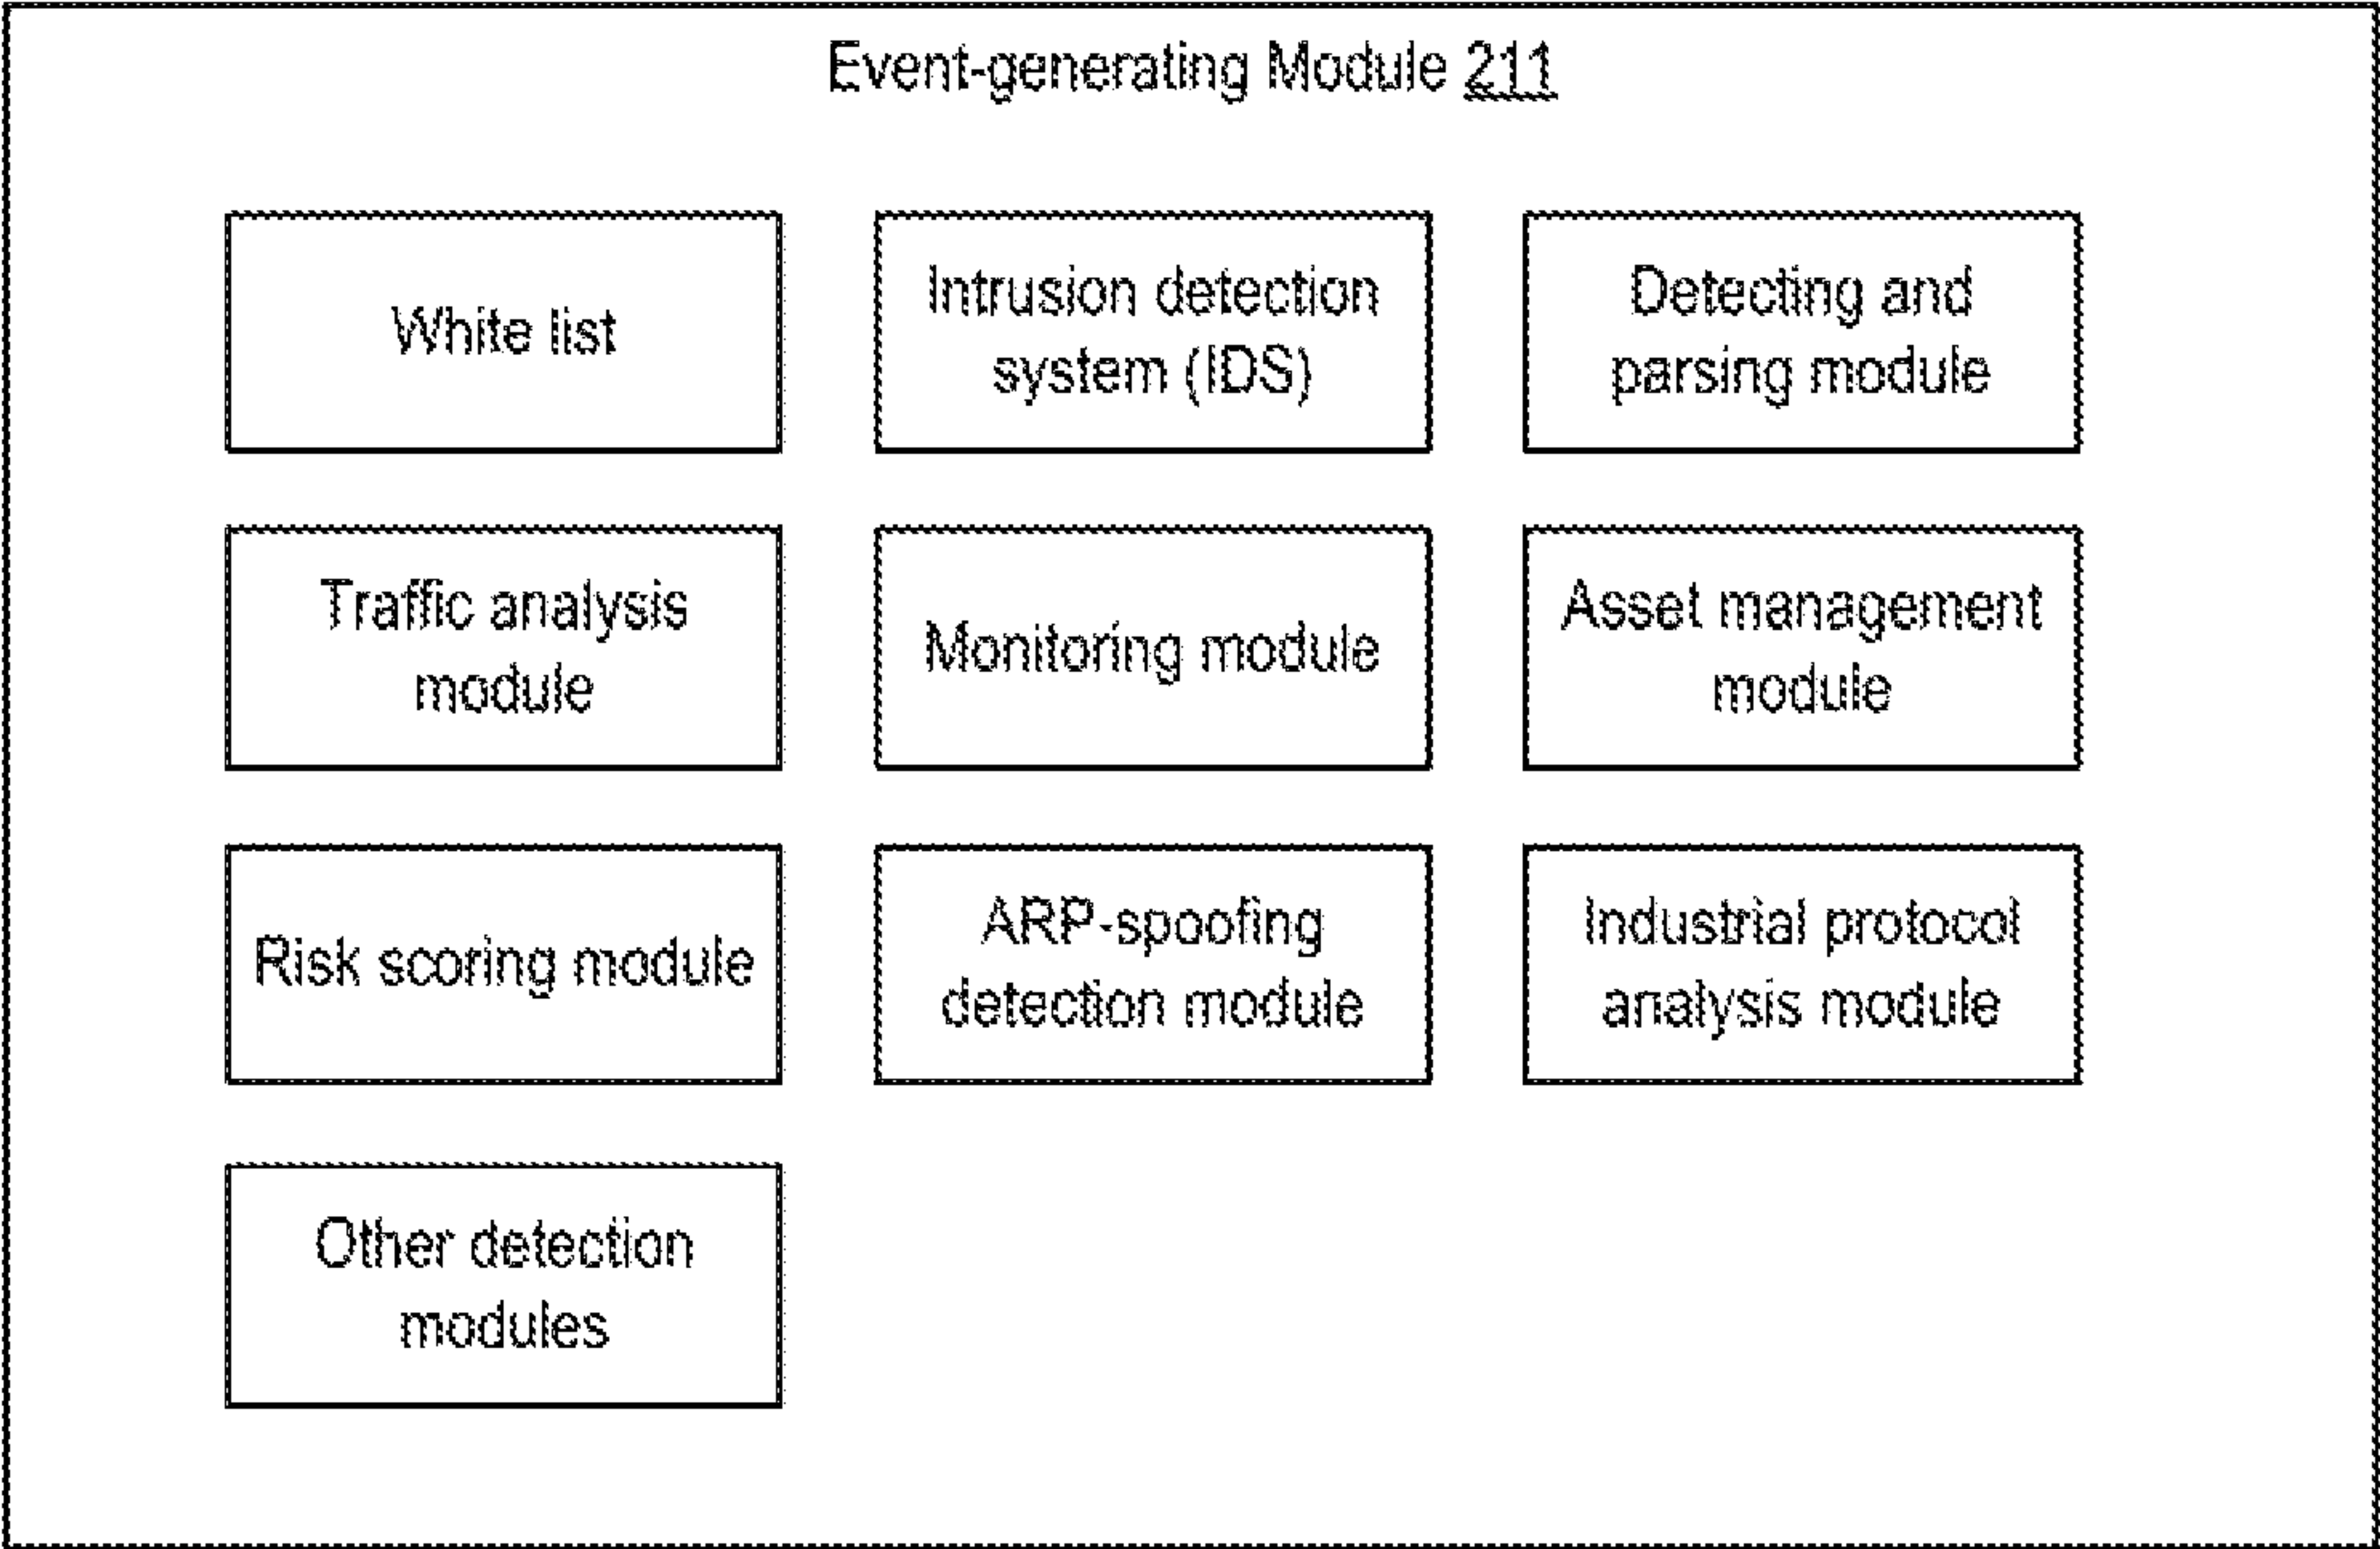 Event-generating Module 211
White list
Intrusion detection
system (IDS)
Detecting and
parsing module
Traffic analysis
module
Monitoring module
Asset management
module
Risk scoring module
ARP-spoofing
detection module
Industrial protocol
analysis module
Other detection
modules